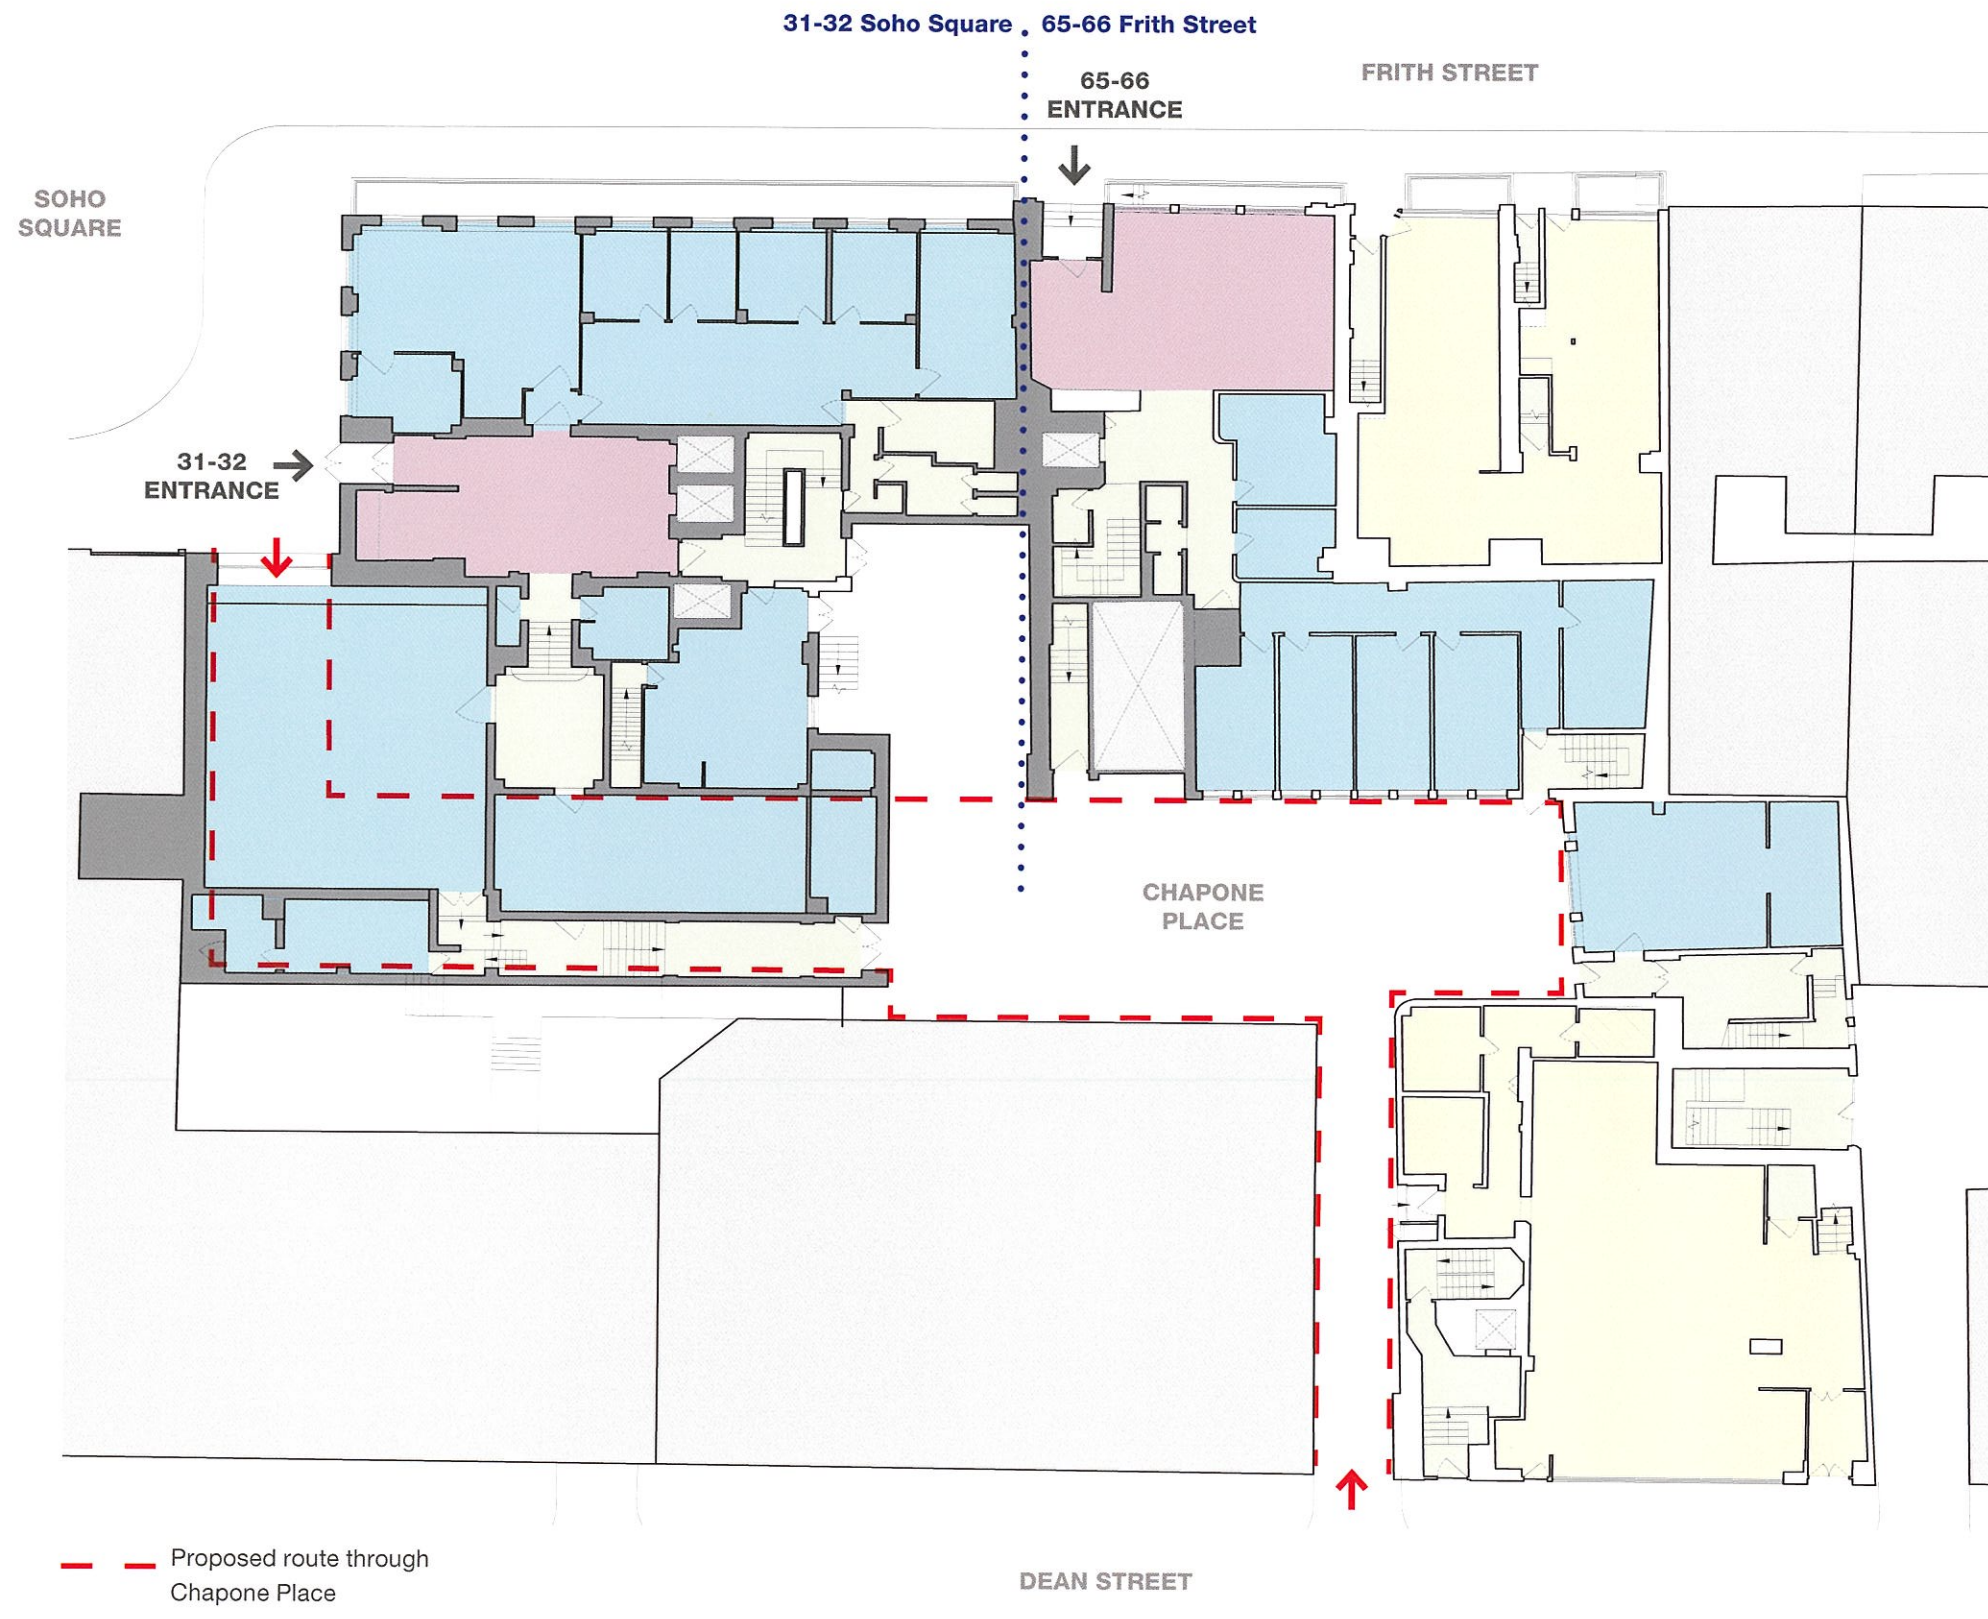 31-32 Soho Square
65-66 Frith Street
FRITH STREET
65-66
ENTRANCE
SOHO
SQUARE
31-32
ENTRANCE
CHAPONE
PLACE
Proposed route through
Chapone Place
DEAN STREET